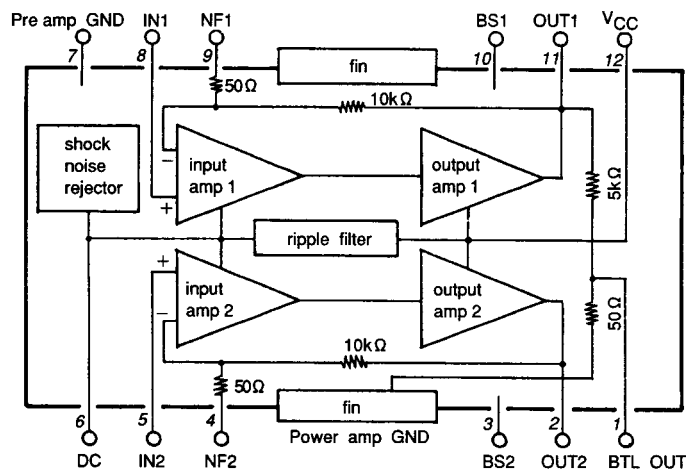 Pre amp GND IN1 NF1 BS1 OUT1 VCC
7 8 9 10 11 12
fin
50Ω
10kΩ
shock
noise
rejector
−
input
amp 1
+
output
amp 1
5kΩ
ripple filter
+
input
amp 2
−
output
amp 2
50Ω
10kΩ
50Ω
fin
6 5 4 3 2 1
Power amp GND
DC IN2 NF2 BS2 OUT2 BTL OUT